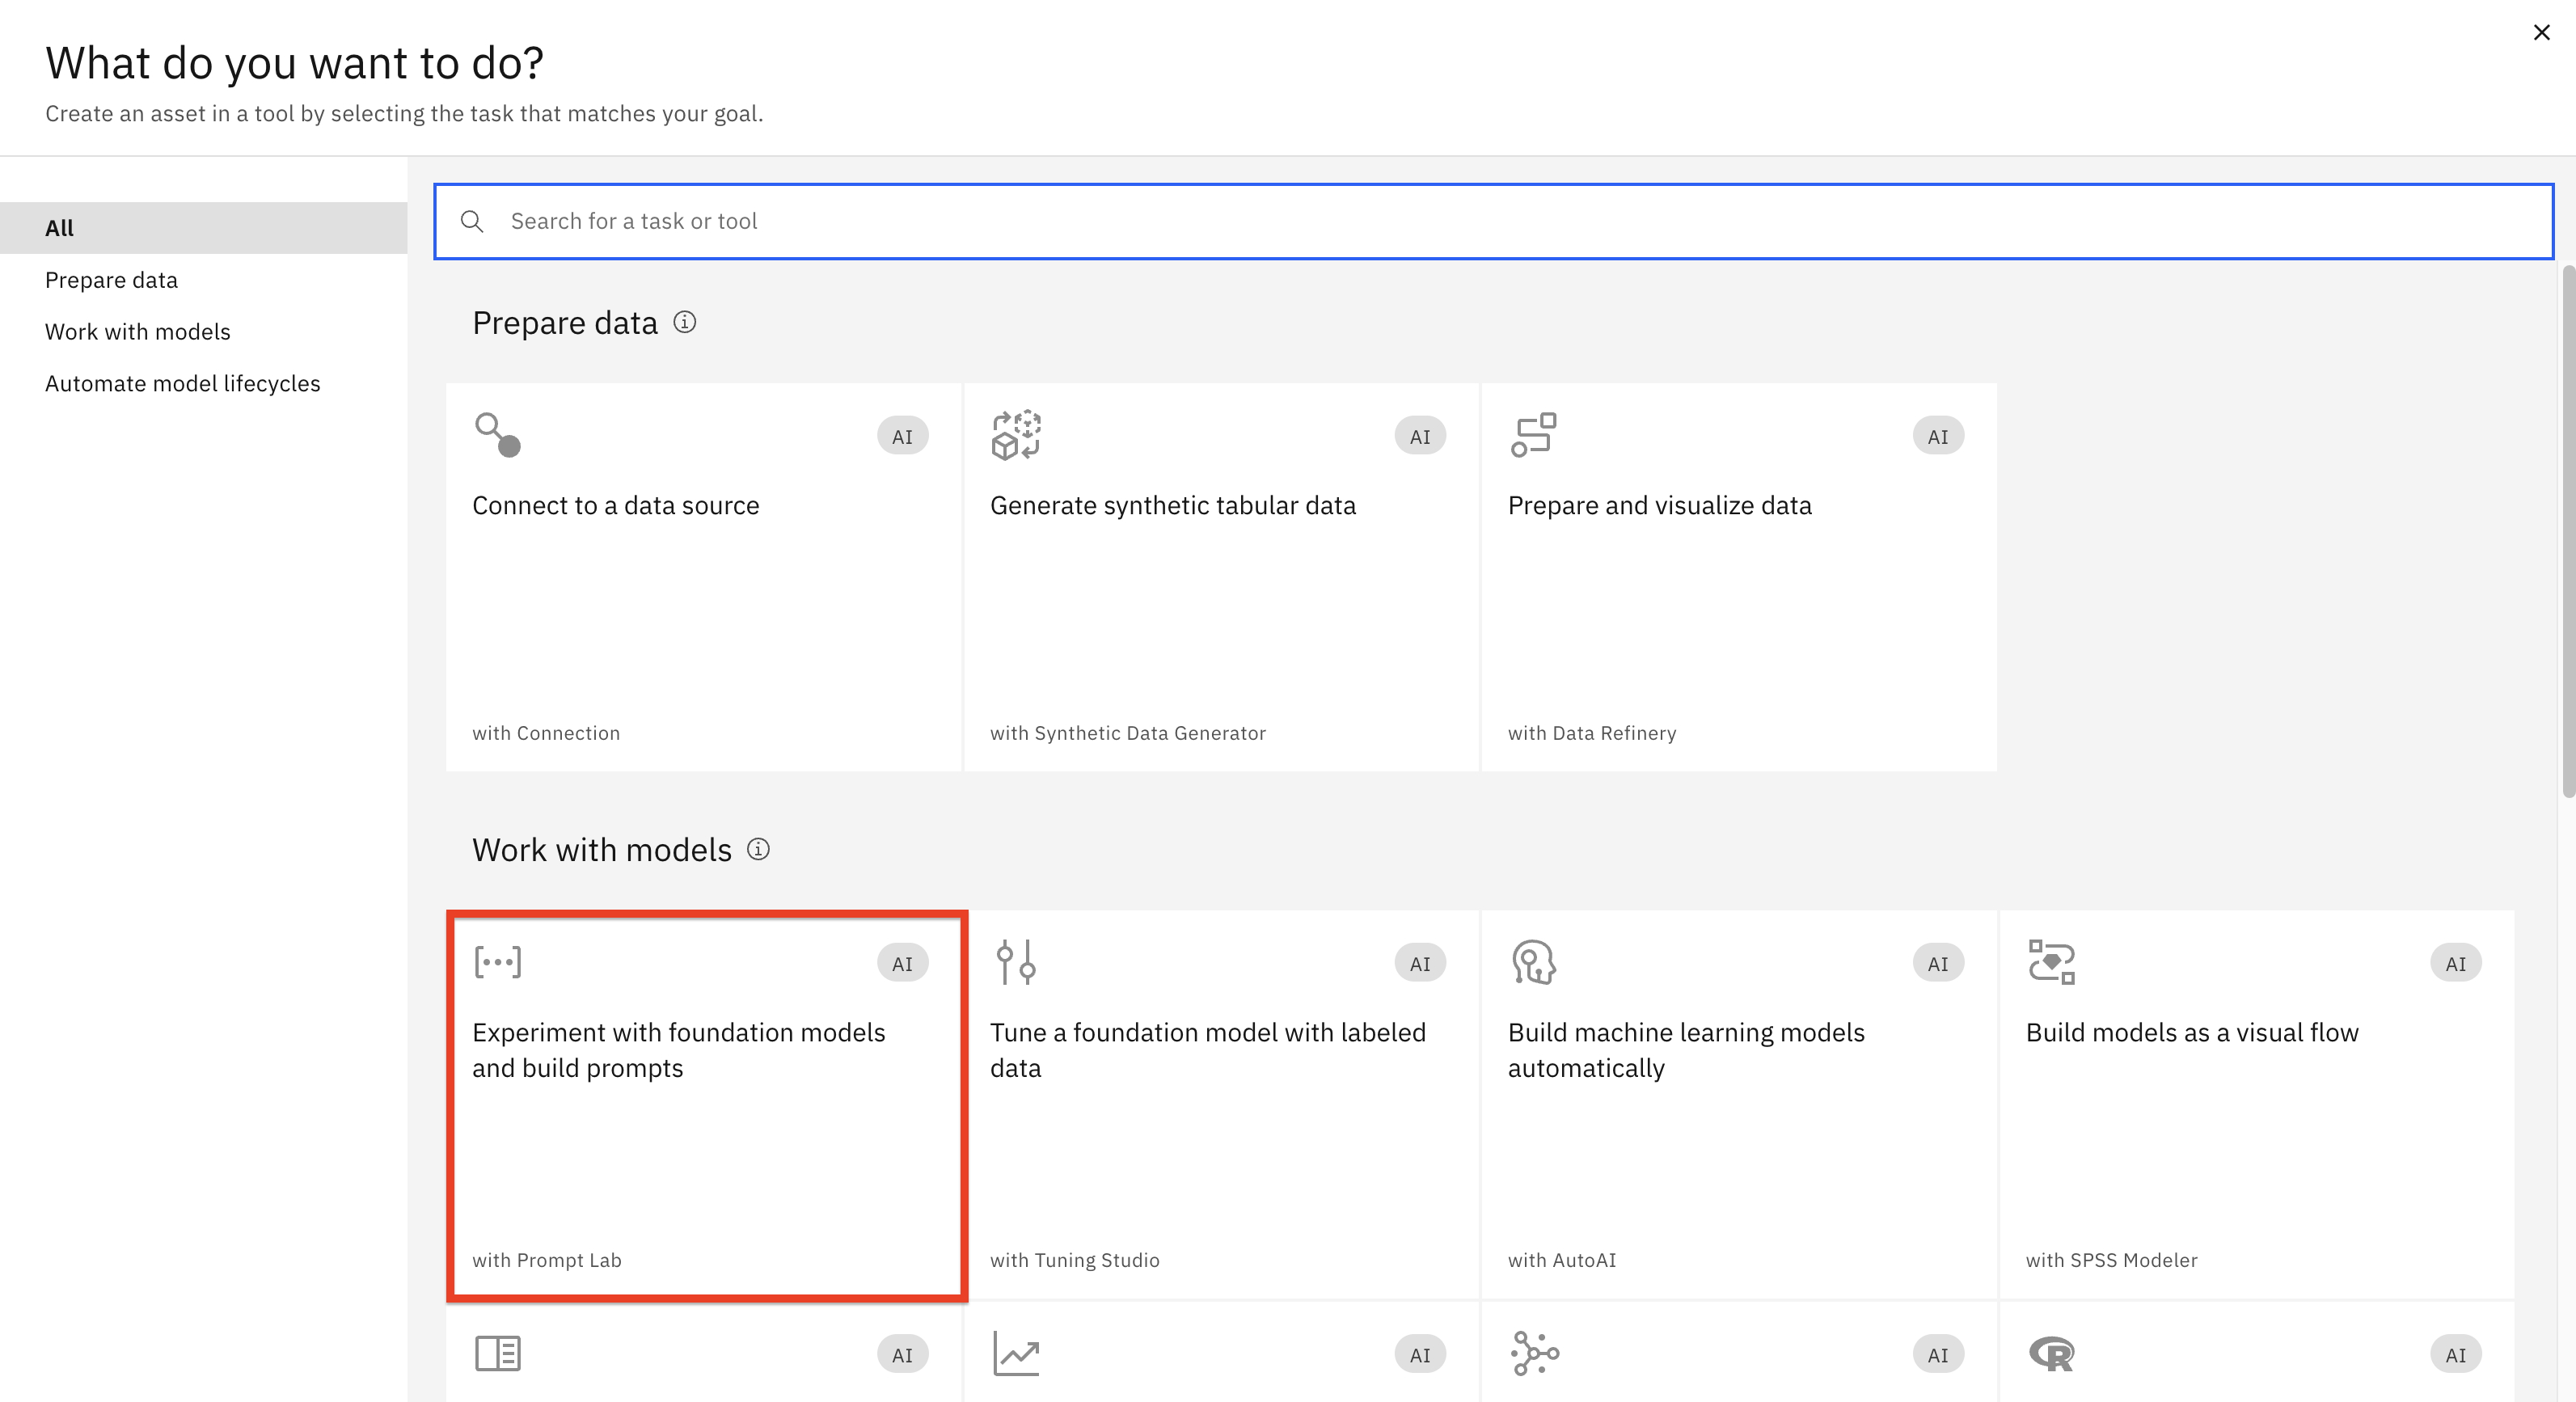 What do you want to do?
Create an asset in a tool by selecting the task that matches your goal.
All
Prepare data
Work with models
Automate model lifecycles
Search for a task or tool
Prepare data
AI
Connect to a data source
with Connection
AI
Generate synthetic tabular data
with Synthetic Data Generator
AI
Prepare and visualize data
with Data Refinery
Work with models
AI
Experiment with foundation models
and build prompts
with Prompt Lab
AI
Tune a foundation model with labeled
data
with Tuning Studio
AI
Build machine learning models
automatically
with AutoAI
AI
Build models as a visual flow
with SPSS Modeler
AI
AI
AI
R
AI